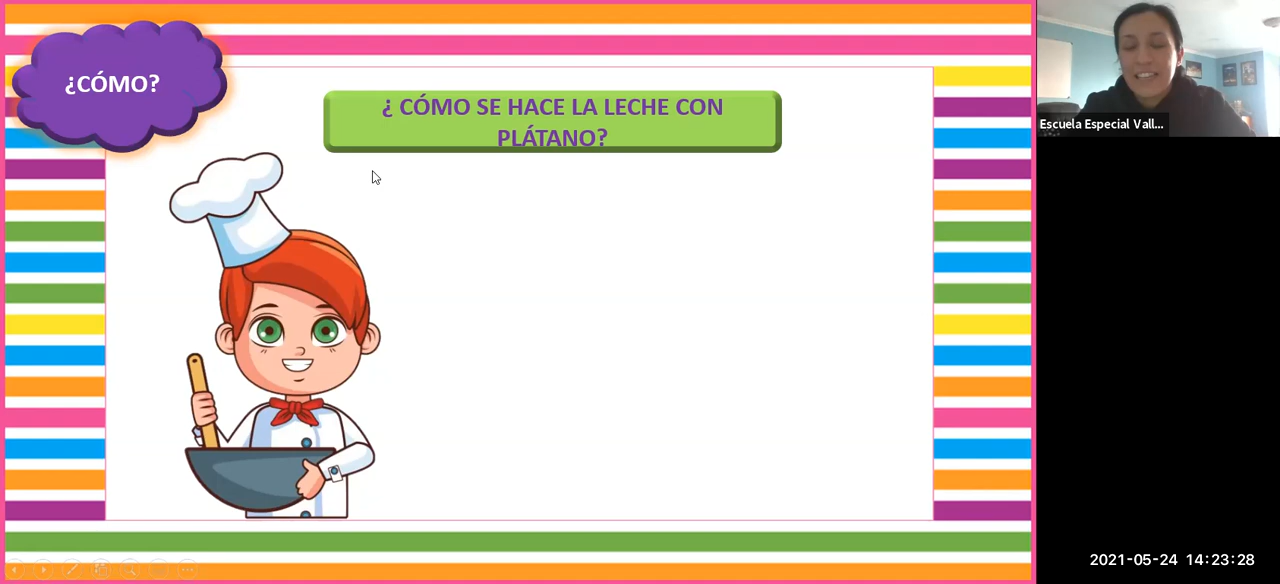 ¿CÓMO?
¿ CÓMO SE HACE LA LECHE CON
PLÁTANO?
Escuela Especial Vall...
2021-05-24 14:23:28